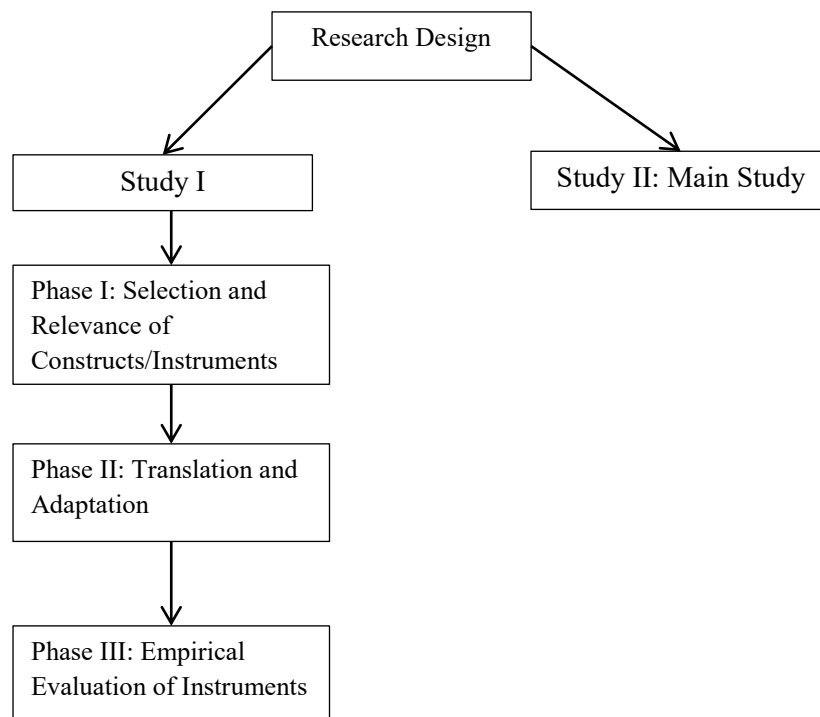 Research Design
Study I
Study II: Main Study
Phase I: Selection and
Relevance of
Constructs/Instruments
Phase II: Translation and
Adaptation
Phase III: Empirical
Evaluation of Instruments